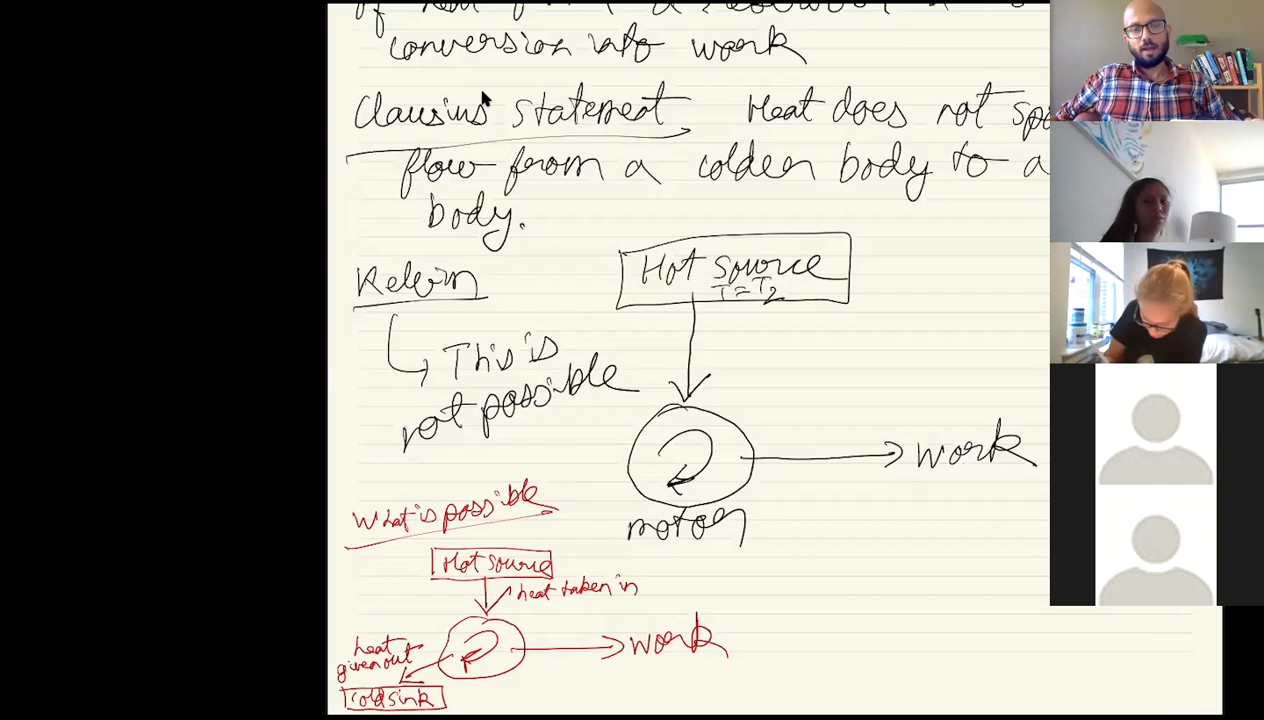 conversion into work
Clausius statement Heat does not
flow from a colder body to a
body.
Kelvin
Hot source
T = T2
This is
not possible
work
motor
What is possible
Hot source
heat taken in
heat
given out
work
cold sink